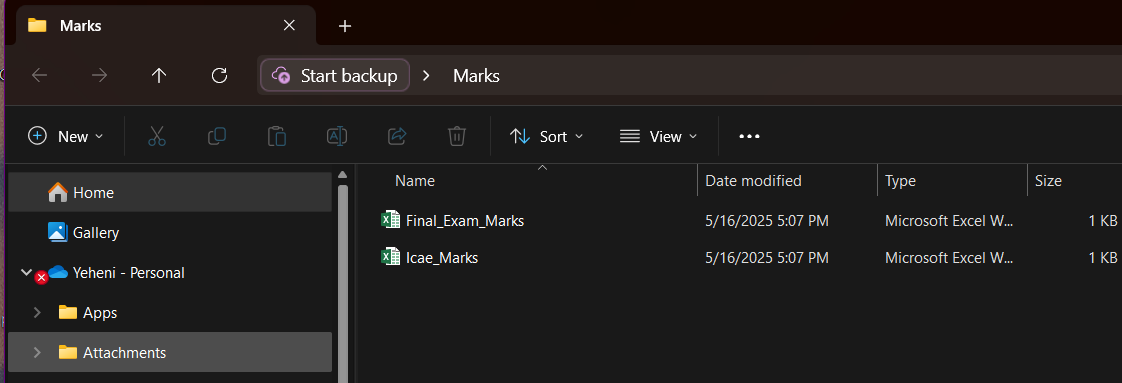 Marks
Start backup > Marks
New
Sort
View
Home
Gallery
Yeheni - Personal
Apps
Attachments
Name Date modified Type Size
Final_Exam_Marks 5/16/2025 5:07 PM Microsoft Excel W... 1 KB
Icae_Marks 5/16/2025 5:07 PM Microsoft Excel W... 1 KB